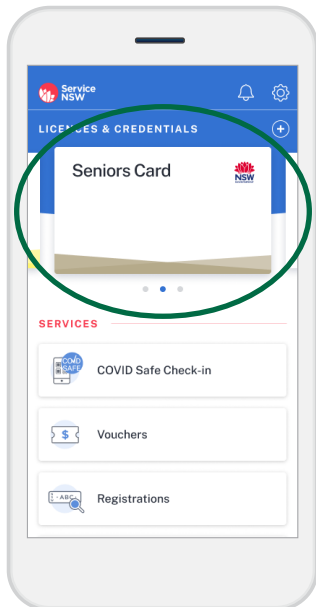 Service
NSW
LICENCES & CREDENTIALS
Seniors Card
NSW
SERVICES
COVID
SAFE
COVID Safe Check-in
$
Vouchers
ABC
Registrations